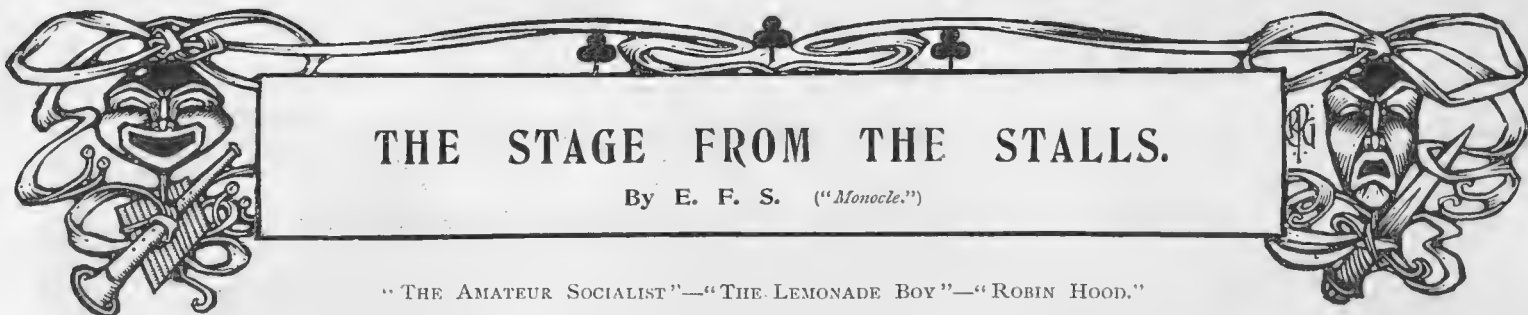 THE STAGE FROM THE STALLS.
By E. F. S. ("Monocle.")
"THE AMATEUR SOCIALIST"—"THE LEMONADE BOY"—"ROBIN HOOD."